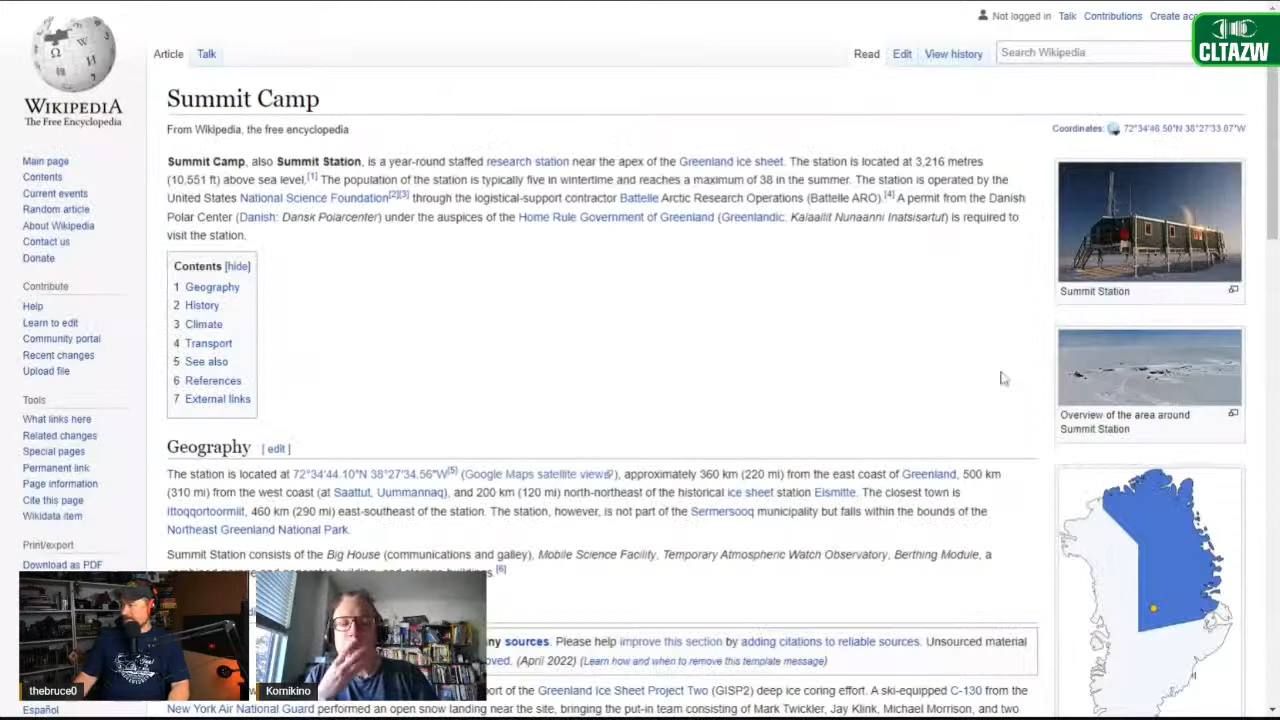 Not logged in Talk Contributions Create
CLTAZW
Article Talk
Read Edit View history
Search Wikipedia
WIKIPEDIA
The Free Encyclopedia
Summit Camp
From Wikipedia, the free encyclopedia
Coordinates: 72°34′46.50″N 38°27′33.07″W
Main page
Contents
Current events
Random article
About Wikipedia
Contact us
Donate
Contribute
Help
Learn to edit
Community portal
Recent changes
Upload file
Tools
What links here
Related changes
Special pages
Permanent link
Page information
Cite this page
Wikidata item
Print/export
Download as PDF
Español
Summit Camp, also Summit Station, is a year-round staffed research station near the apex of the Greenland ice sheet. The station is located at 3,216 metres
(10,551 ft) above sea level.[1] The population of the station is typically five in wintertime and reaches a maximum of 38 in the summer. The station is operated by the
United States National Science Foundation[2][3] through the logistical-support contractor Battelle Arctic Research Operations (Battelle ARO).[4] A permit from the Danish
Polar Center (Danish: Dansk Polarcenter) under the auspices of the Home Rule Government of Greenland (Greenlandic: Kalaallit Nunaanni Inatsisartut) is required to
visit the station.
Contents [hide]
1 Geography
2 History
3 Climate
4 Transport
5 See also
6 References
7 External links
Summit Station
Overview of the area around
Summit Station
Geography [ edit ]
The station is located at 72°34′44.10″N 38°27′34.56″W[5] (Google Maps satellite view), approximately 360 km (220 mi) from the east coast of Greenland, 500 km
(310 mi) from the west coast (at Saattut, Uummannaq), and 200 km (120 mi) north-northeast of the historical ice sheet station Eismitte. The closest town is
Ittoqqortoormiit, 460 km (290 mi) east-southeast of the station. The station, however, is not part of the Sermersooq municipality but falls within the bounds of the
Northeast Greenland National Park.
Summit Station consists of the Big House (communications and galley), Mobile Science Facility, Temporary Atmospheric Watch Observatory, Berthing Module, a
combined garage and generator building, and storage buildings.[6]
ny sources. Please help improve this section by adding citations to reliable sources. Unsourced material
oved. (April 2022) (Learn how and when to remove this template message)
ort of the Greenland Ice Sheet Project Two (GISP2) deep ice coring effort. A ski-equipped C-130 from the
New York Air National Guard performed an open snow landing near the site, bringing the put-in team consisting of Mark Twickler, Jay Klink, Michael Morrison, and two
thebruce0
Komikino